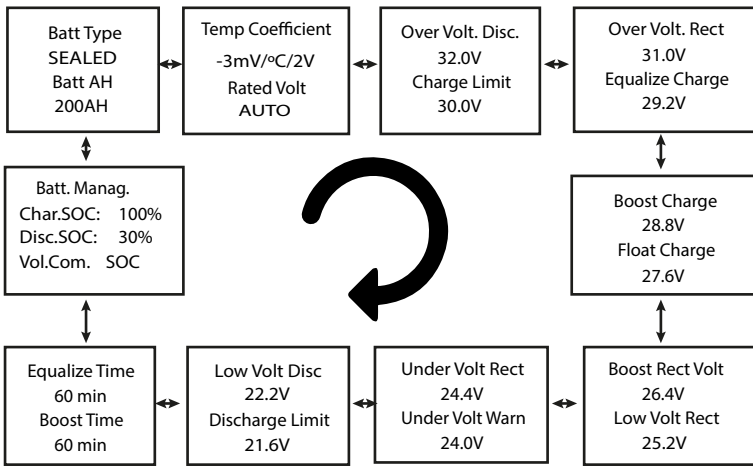 Batt Type
SEALED
Batt AH
200AH
Temp Coefficient
-3mV/ºC/2V
Rated Volt
AUTO
Over Volt. Disc.
32.0V
Charge Limit
30.0V
Over Volt. Rect
31.0V
Equalize Charge
29.2V
Batt. Manag.
Char.SOC: 100%
Disc.SOC: 30%
Vol.Com. SOC
Boost Charge
28.8V
Float Charge
27.6V
Equalize Time
60 min
Boost Time
60 min
Low Volt Disc
22.2V
Discharge Limit
21.6V
Under Volt Rect
24.4V
Under Volt Warn
24.0V
Boost Rect Volt
26.4V
Low Volt Rect
25.2V